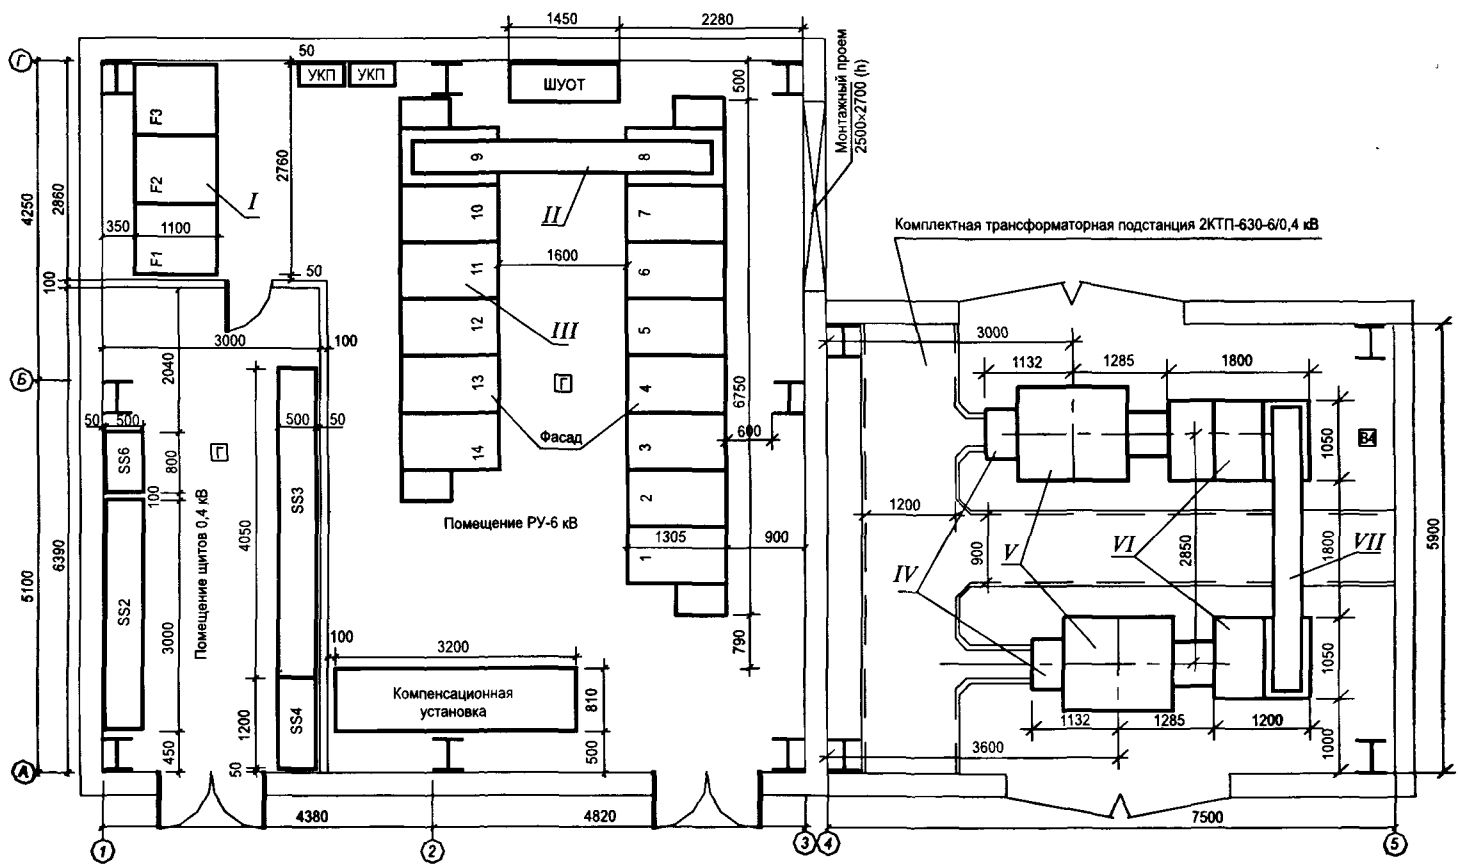 1450
2280
50
УКП
УКП
ШУОТ
500
Монтажный проем
2500×2700 (h)
Г
F3
F2
F1
I
350
1100
2760
50
4250
2860
100
9
8
II
10
7
1600
11
6
III
12
5
13
4
14
3
2
1
Г
Фасад
6750
600
Комплектная трансформаторная подстанция 2КТП-630-6/0,4 кВ
3000
100
2040
Б
50
500
500
50
SS6
800
100
Г
SS3
4050
Помещение щитов 0,4 кВ
SS2
3000
5100
6390
Помещение РУ-6 кВ
1305
900
790
100
3200
Компенсационная
установка
810
500
SS4
1200
50
450
А
3000
1132
1285
1800
1050
В4
1200
900
IV
V
VI
2850
1800
VII
5900
1050
1132
1285
1200
1000
3600
4380
4820
7500
1
2
3
4
5